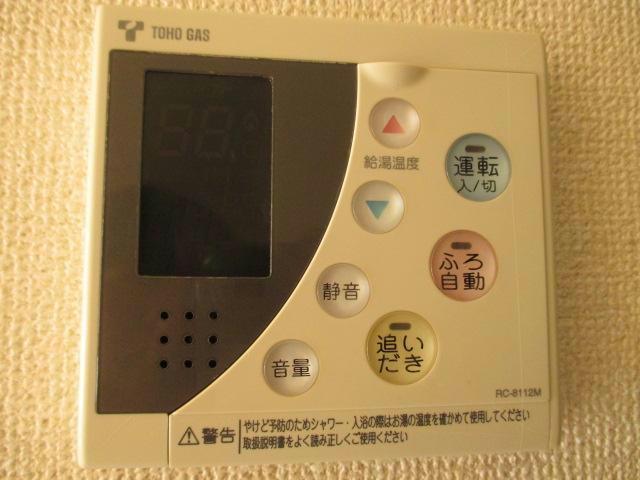 TOHO GAS
給湯温度
運転
入/切
ふろ
自動
静音
追い
だき
音量
RC-8112M
警告
やけど予防のためシャワー・入浴の際はお湯の温度を確かめて使用してください
取扱説明書をよく読み正しくご使用ください